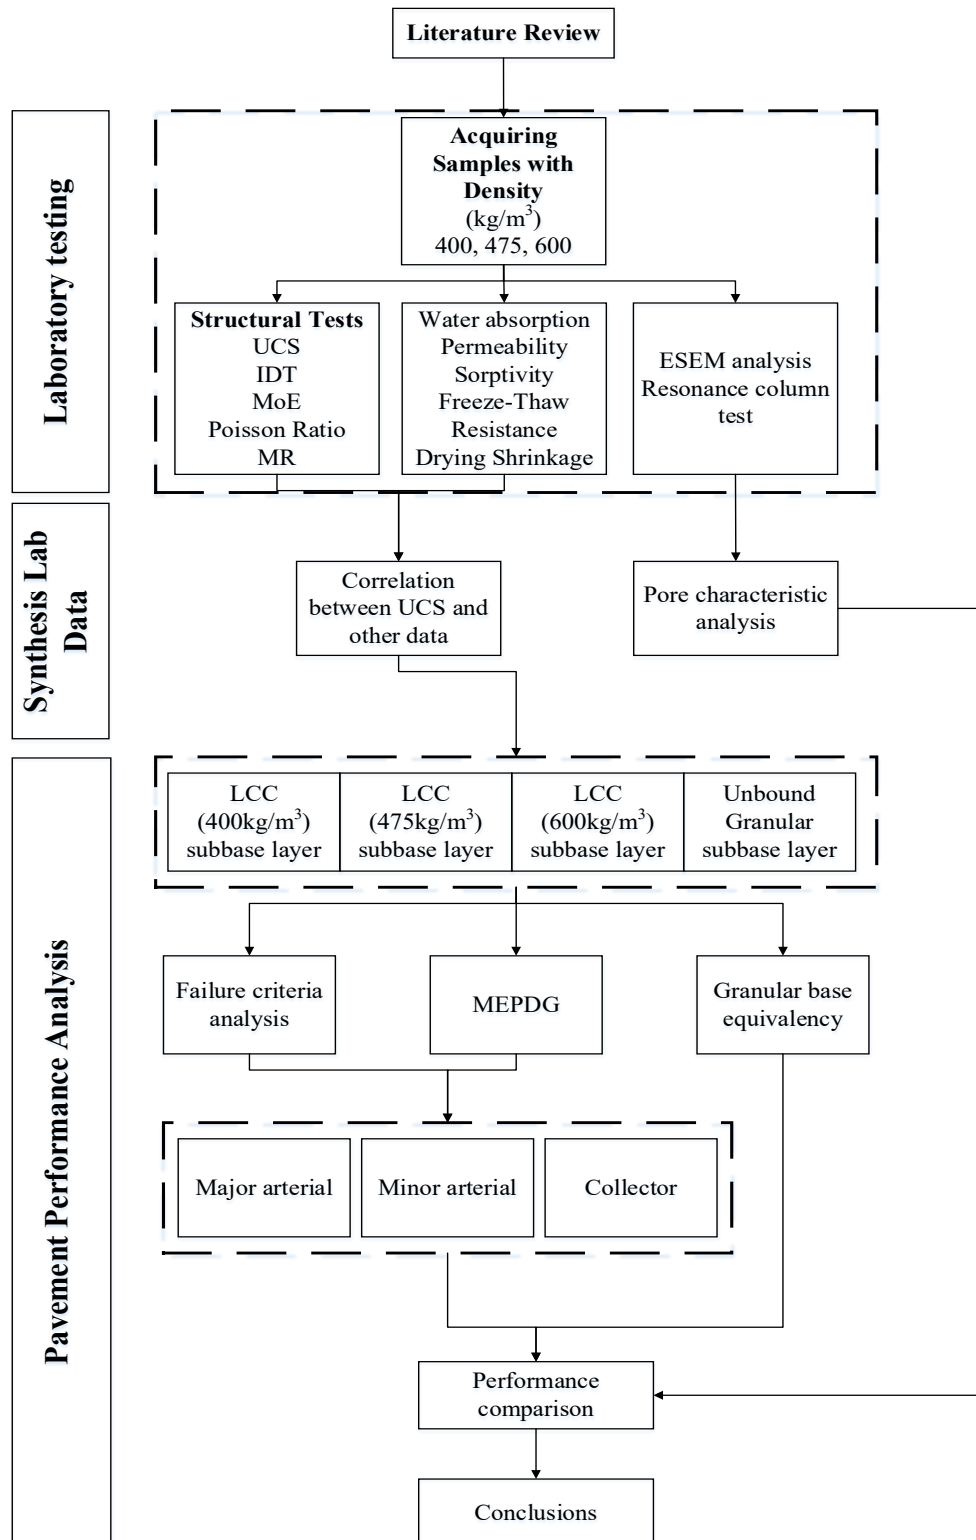 Literature Review
Laboratory testing
Acquiring
Samples with
Density
(kg/m³)
400, 475, 600
Structural Tests
UCS
IDT
MoE
Poisson Ratio
MR
Water absorption
Permeability
Sorptivity
Freeze-Thaw
Resistance
Drying Shrinkage
ESEM analysis
Resonance column
test
Synthesis Lab
Data
Correlation
between UCS and
other data
Pore characteristic
analysis
Pavement Performance Analysis
LCC
(400kg/m³)
subbase layer
LCC
(475kg/m³)
subbase layer
LCC
(600kg/m³)
subbase layer
Unbound
Granular
subbase layer
Failure criteria
analysis
MEPDG
Granular base
equivalency
Major arterial
Minor arterial
Collector
Performance
comparison
Conclusions